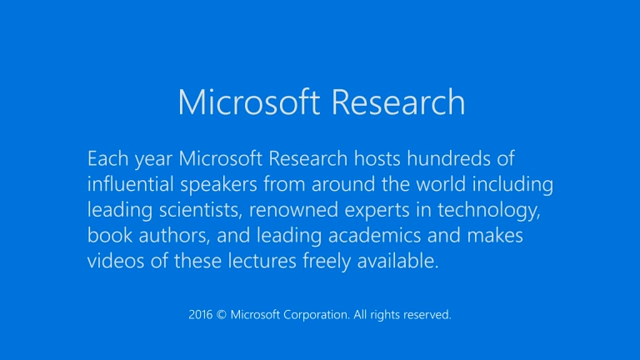 Microsoft Research
Each year Microsoft Research hosts hundreds of
influential speakers from around the world including
leading scientists, renowned experts in technology,
book authors, and leading academics and makes
videos of these lectures freely available.
2016 © Microsoft Corporation. All rights reserved.